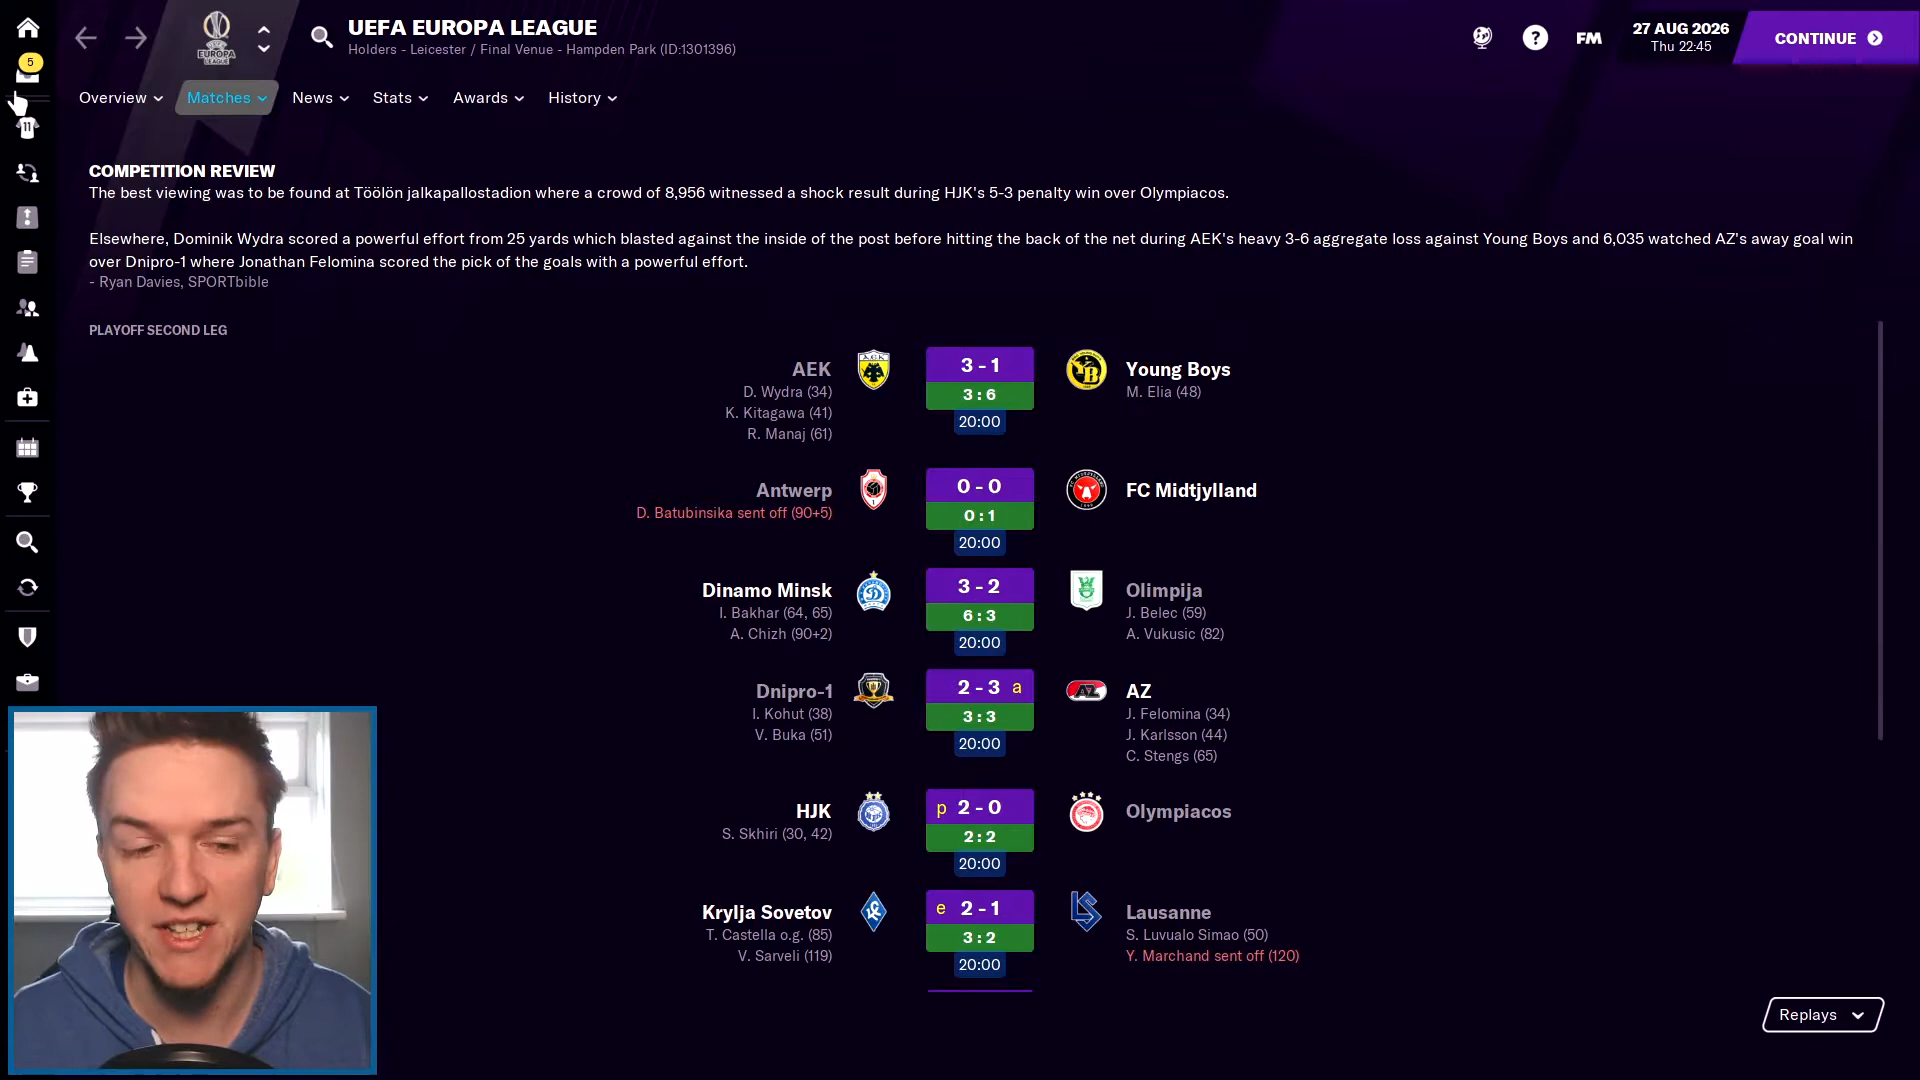 UEFA EUROPA LEAGUE
Holders - Leicester / Final Venue - Hampden Park (ID:1301396)
EUROPA
LEAGUE
5
11
?
FM
27 AUG 2026
Thu 22:45
CONTINUE
Overview
Matches
News
Stats
Awards
History
COMPETITION REVIEW
The best viewing was to be found at Töölön jalkapallostadion where a crowd of 8,956 witnessed a shock result during HJK's 5-3 penalty win over Olympiacos.
Elsewhere, Dominik Wydra scored a powerful effort from 25 yards which blasted against the inside of the post before hitting the back of the net during AEK's heavy 3-6 aggregate loss against Young Boys and 6,035 watched AZ's away goal win
over Dnipro-1 where Jonathan Felomina scored the pick of the goals with a powerful effort.
- Ryan Davies, SPORTbible
PLAYOFF SECOND LEG
AEK 3 - 1 Young Boys
D. Wydra (34) 3 : 6 M. Elia (48)
K. Kitagawa (41) 20:00
R. Manaj (61)
Antwerp 0 - 0 FC Midtjylland
D. Batubinsika sent off (90+5) 0 : 1
20:00
Dinamo Minsk 3 - 2 Olimpija
I. Bakhar (64, 65) 6 : 3 J. Belec (59)
A. Chizh (90+2) 20:00 A. Vukusic (82)
Dnipro-1 2 - 3 a AZ
I. Kohut (38) 3 : 3 J. Felomina (34)
V. Buka (51) 20:00 J. Karlsson (44)
C. Stengs (65)
HJK p 2 - 0 Olympiacos
S. Skhiri (30, 42) 2 : 2
20:00
Krylja Sovetov e 2 - 1 Lausanne
T. Castella o.g. (85) 3 : 2 S. Luvualo Simao (50)
V. Sarveli (119) 20:00 Y. Marchand sent off (120)
Replays